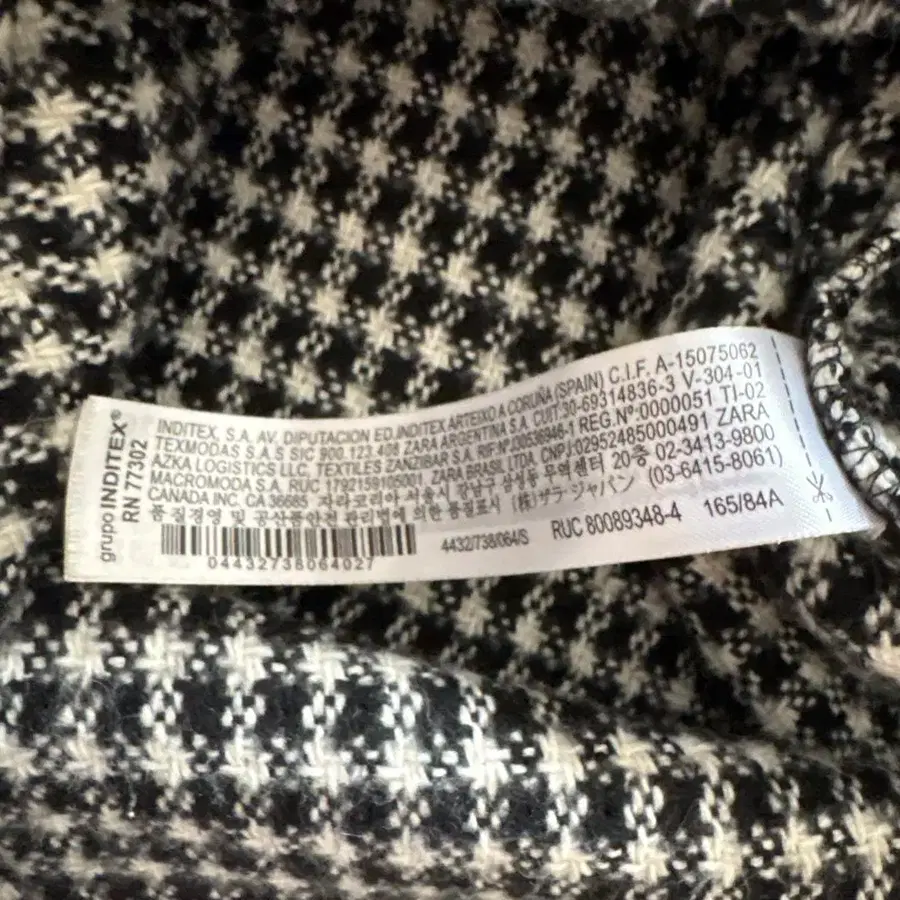 grupo INDITEX®
RN 77302
INDITEX, S.A. AV. DIPUTACION ED.INDITEX ARTEIXO A CORUÑA (SPAIN) C.I.F. A-15075062
TEXMODAS S.A.S SIC 900.123.408 ZARA ARGENTINA S.A. CUIT 30-69314836-3 V-304-01
AZKA LOGISTICS LLC, TEXTILES ZANZIBAR S.A. RIF-Nº J00536946-1 REG.Nº0000051 TI-02
MACROMODA S.A. RUC 1792159105001, ZARA BRASIL LTDA, CNPJ:02952485000491 ZARA
CANADA INC. CA 36685 자라코리아 서울시 강남구 삼성동 무역센터 20층 02-3413-9800
품질경영 및 공산품안전 관리법에 의한 품질표시 (株) ザラ・ジャパン (03-6415-8061)
04432738064027
4432/738/064/S RUC 80089348-4 165/84A